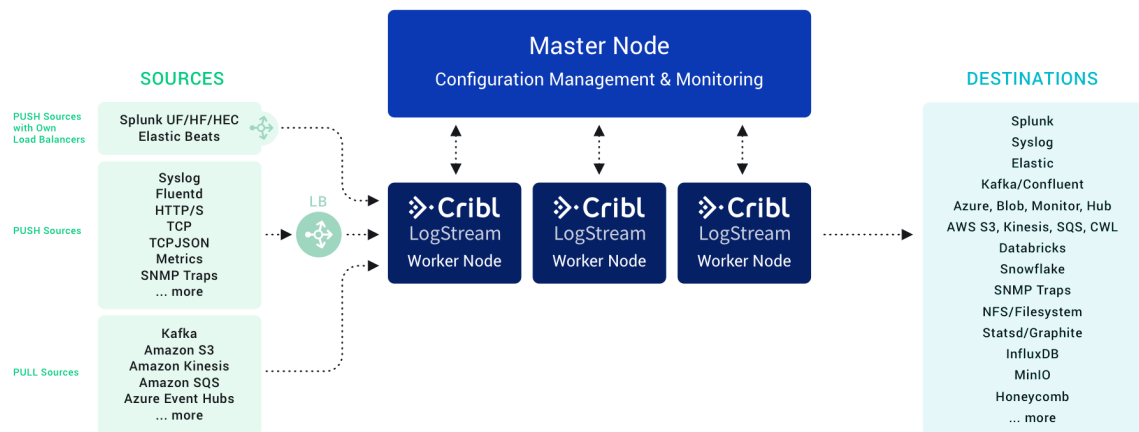 Master Node
Configuration Management & Monitoring
SOURCES
PUSH Sources
with Own
Load Balancers
Splunk UF/HF/HEC
Elastic Beats
PUSH Sources
Syslog
Fluentd
HTTP/S
TCP
TCPJSON
Metrics
SNMP Traps
... more
LB
PULL Sources
Kafka
Amazon S3
Amazon Kinesis
Amazon SQS
Azure Event Hubs
... more
Cribl
LogStream
Worker Node
Cribl
LogStream
Worker Node
Cribl
LogStream
Worker Node
DESTINATIONS
Splunk
Syslog
Elastic
Kafka/Confluent
Azure, Blob, Monitor, Hub
AWS S3, Kinesis, SQS, CWL
Databricks
Snowflake
SNMP Traps
NFS/Filesystem
Statsd/Graphite
InfluxDB
MinIO
Honeycomb
... more